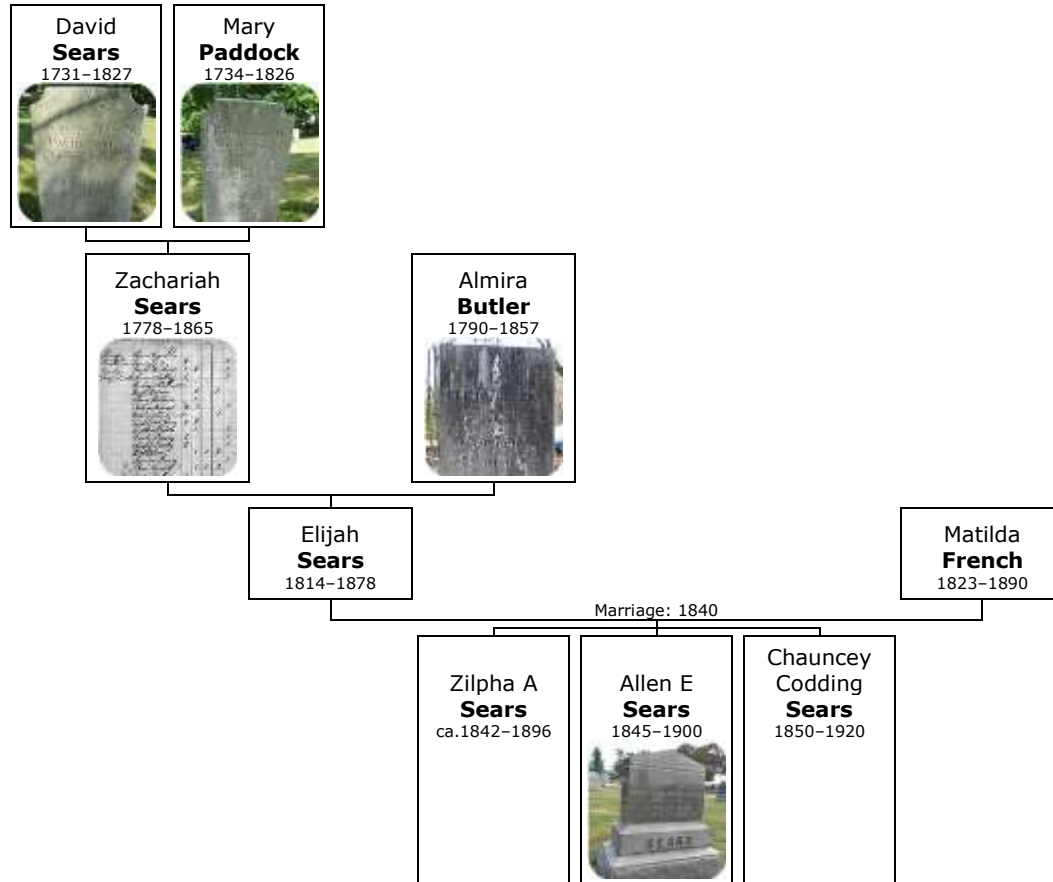 David
Sears
1731–1827
Mary
Paddock
1734–1826
Zachariah
Sears
1778–1865
Almira
Butler
1790–1857
Elijah
Sears
1814–1878
Matilda
French
1823–1890
Marriage: 1840
Zilpha A
Sears
ca.1842–1896
Allen E
Sears
1845–1900
SEARS
Chauncey
Codding
Sears
1850–1920